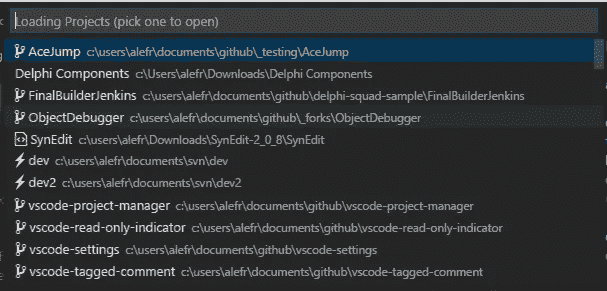 Loading Projects (pick one to open)
AceJump c:\users\alefr\documents\github\_testing\AceJump
Delphi Components c:\Users\alefr\Downloads\Delphi Components
FinalBuilderJenkins c:\users\alefr\documents\github\delphi-squad-sample\FinalBuilderJenkins
ObjectDebugger c:\users\alefr\documents\github\_forks\ObjectDebugger
SynEdit c:\users\alefr\Downloads\SynEdit-2_0_8\SynEdit
dev c:\users\alefr\documents\svn\dev
dev2 c:\users\alefr\documents\svn\dev2
vscode-project-manager c:\users\alefr\documents\github\vscode-project-manager
vscode-read-only-indicator c:\users\alefr\documents\github\vscode-read-only-indicator
vscode-settings c:\users\alefr\documents\github\vscode-settings
vscode-tagged-comment c:\users\alefr\documents\github\vscode-tagged-comment